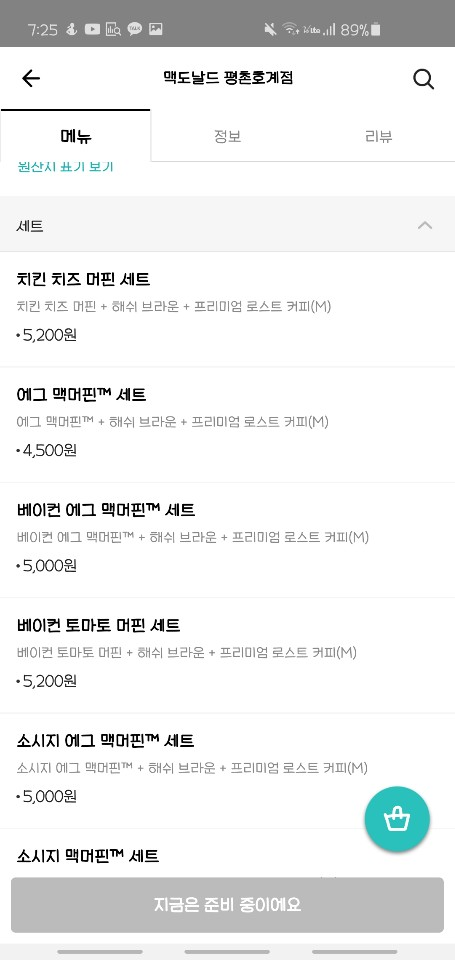 7:25
89%
맥도날드 평촌호계점
메뉴
정보
리뷰
원산지 표기 보기
세트
치킨 치즈 머핀 세트
치킨 치즈 머핀 + 해쉬 브라운 + 프리미엄 로스트 커피(M)
•5,200원
에그 맥머핀™ 세트
에그 맥머핀™ + 해쉬 브라운 + 프리미엄 로스트 커피(M)
•4,500원
베이컨 에그 맥머핀™ 세트
베이컨 에그 맥머핀™ + 해쉬 브라운 + 프리미엄 로스트 커피(M)
•5,000원
베이컨 토마토 머핀 세트
베이컨 토마토 머핀 + 해쉬 브라운 + 프리미엄 로스트 커피(M)
•5,200원
소시지 에그 맥머핀™ 세트
소시지 에그 맥머핀™ + 해쉬 브라운 + 프리미엄 로스트 커피(M)
•5,000원
소시지 맥머핀™ 세트
지금은 준비 중이에요